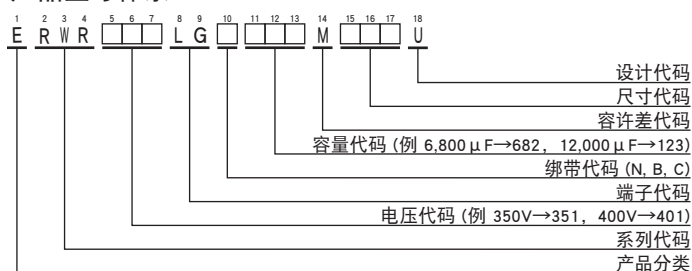 1 2 3 4 5 6 7 8 9 10 11 12 13 14 15 16 17 18
E R W R □□□ L G □ □□□ M □□□ U
设计代码
尺寸代码
容许差代码
容量代码 (例 6,800μF→682，12,000μF→123)
绑带代码 (N, B, C)
端子代码
电压代码 (例 350V→351，400V→401)
系列代码
产品分类